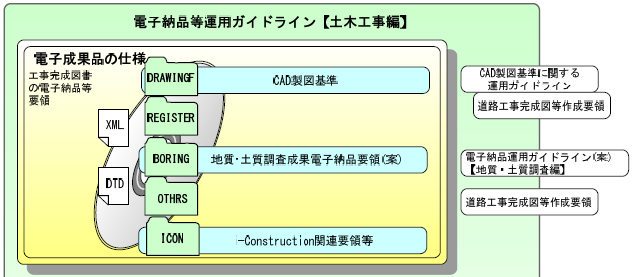 電子納品等運用ガイドライン【土木工事編】
電子成果品の仕様
工事完成図書
の電子納品等
要領
DRAWINGF
CAD製図基準
CAD製図基準に関する
運用ガイドライン
道路工事完成図等作成要領
XML
REGISTER
BORING
地質・土質調査成果電子納品要領(案)
電子納品運用ガイドライン(案)
【地質・土質調査編】
DTD
OTHRS
道路工事完成図等作成要領
ICON
i-Construction関連要領等